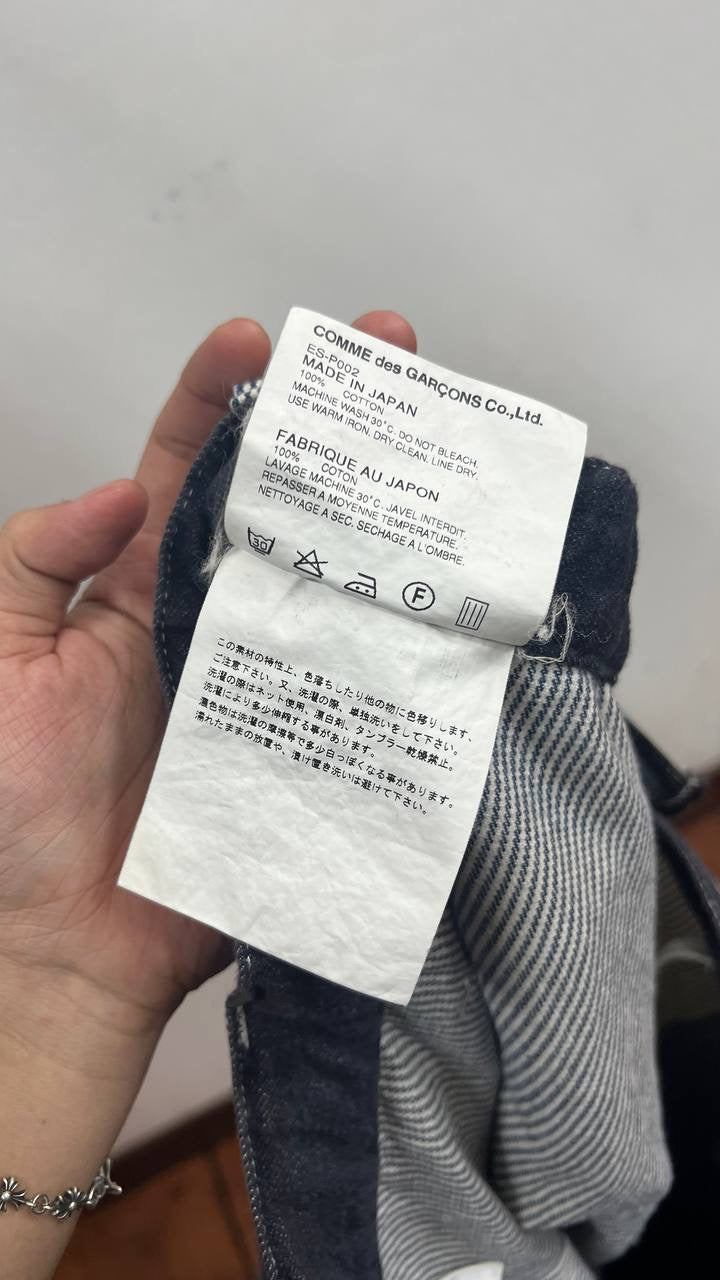 COMME des GARÇONS Co.,Ltd.
ES-P002
MADE IN JAPAN
100% COTTON
MACHINE WASH 30°C. DO NOT BLEACH.
USE WARM IRON. DRY CLEAN. LINE DRY.
FABRIQUE AU JAPON
100% COTON
LAVAGE MACHINE 30°C. JAVEL INTERDIT.
REPASSER A MOYENNE TEMPERATURE.
NETTOYAGE A SEC. SECHAGE A L'OMBRE.
30 F
この素材の特性上、色落ちしたり他の物に色移りします、
ご注意下さい。又、洗濯の際、単独洗いをして下さい。
洗濯の際はネット使用、漂白剤、タンブラー乾燥禁止。
洗濯により多少伸縮する事があります。
濃色物は洗濯の摩擦等で多少白っぽくなる事があります。
濡れたままの放置や、漬け置き洗いは避けて下さい。